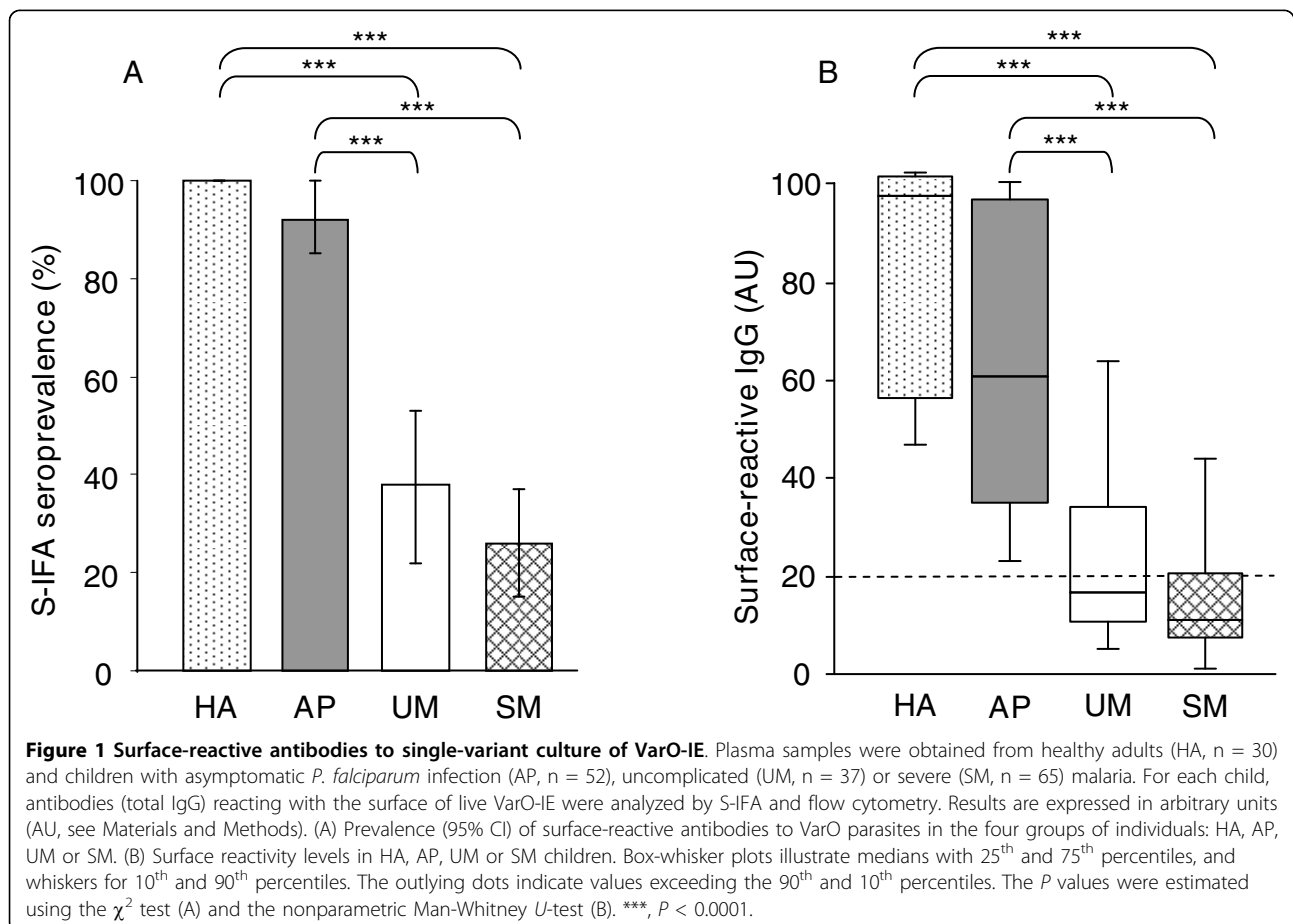 ***
***
A
***
***
100
80
60
40
20
0
S-IFA seroprevalence (%)
HA AP UM SM
***
***
B
***
***
100
80
60
40
20
0
Surface-reactive IgG (AU)
HA AP UM SM
Figure 1 Surface-reactive antibodies to single-variant culture of VarO-IE. Plasma samples were obtained from healthy adults (HA, n = 30)
and children with asymptomatic P. falciparum infection (AP, n = 52), uncomplicated (UM, n = 37) or severe (SM, n = 65) malaria. For each child,
antibodies (total IgG) reacting with the surface of live VarO-IE were analyzed by S-IFA and flow cytometry. Results are expressed in arbitrary units
(AU, see Materials and Methods). (A) Prevalence (95% CI) of surface-reactive antibodies to VarO parasites in the four groups of individuals: HA, AP,
UM or SM. (B) Surface reactivity levels in HA, AP, UM or SM children. Box-whisker plots illustrate medians with 25th and 75th percentiles, and
whiskers for 10th and 90th percentiles. The outlying dots indicate values exceeding the 90th and 10th percentiles. The P values were estimated
using the χ2 test (A) and the nonparametric Man-Whitney U-test (B). ***, P < 0.0001.